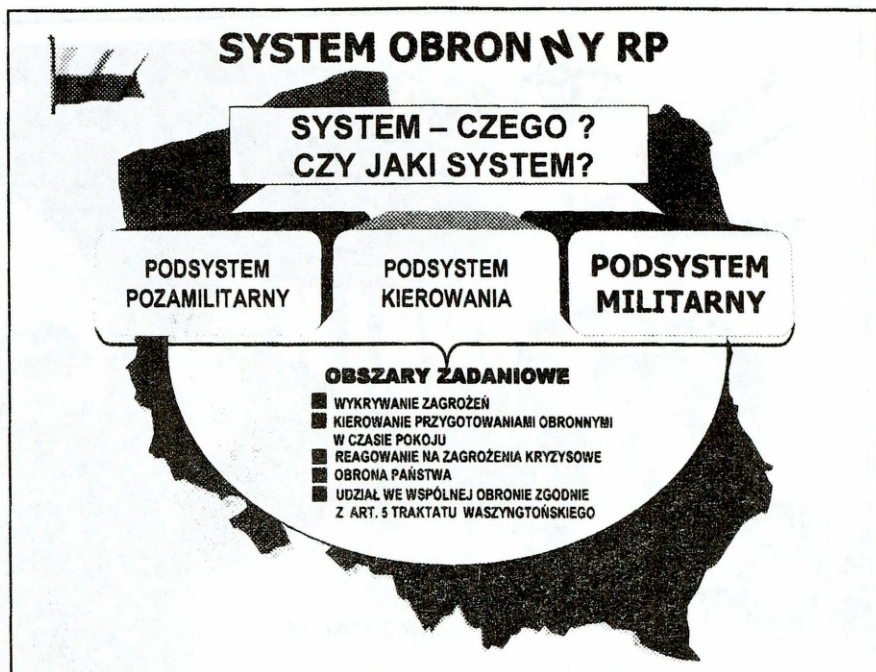 SYSTEM OBRONNY RP
SYSTEM – CZEGO ?
CZY JAKI SYSTEM?
PODSYSTEM
POZAMILITARNY
PODSYSTEM
KIEROWANIA
PODSYSTEM
MILITARNY
OBSZARY ZADANIOWE
WYKRYWANIE ZAGROŻEŃ
KIEROWANIE PRZYGOTOWANIAMI OBRONNYMI
W CZASIE POKOJU
REAGOWANIE NA ZAGROŻENIA KRYZYSOWE
OBRONA PAŃSTWA
UDZIAŁ WE WSPÓLNEJ OBRONIE ZGODNIE
Z ART. 5 TRAKTATU WASZYNGTOŃSKIEGO